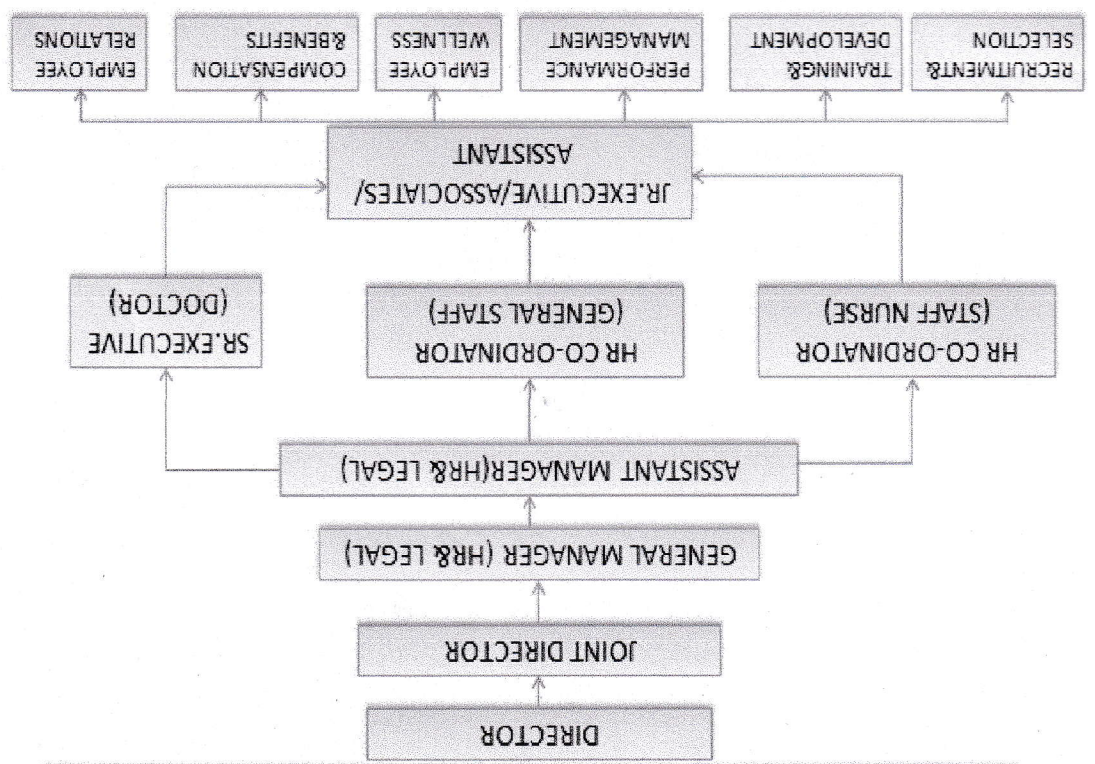 DIRECTOR
JOINT DIRECTOR
GENERAL MANAGER (HR& LEGAL)
ASSISTANT MANAGER(HR& LEGAL)
HR CO-ORDINATOR
(STAFF NURSE)
HR CO-ORDINATOR
(GENERAL STAFF)
SR.EXECUTIVE
(DOCTOR)
JR.EXECUTIVE/ASSOCIATES/
ASSISTANT
RECRUITMENT&
SELECTION
TRAINING&
DEVELOPMENT
PERFORMANCE
MANAGEMENT
EMPLOYEE
WELLNESS
COMPENSATION
&BENEFITS
EMPLOYEE
RELATIONS